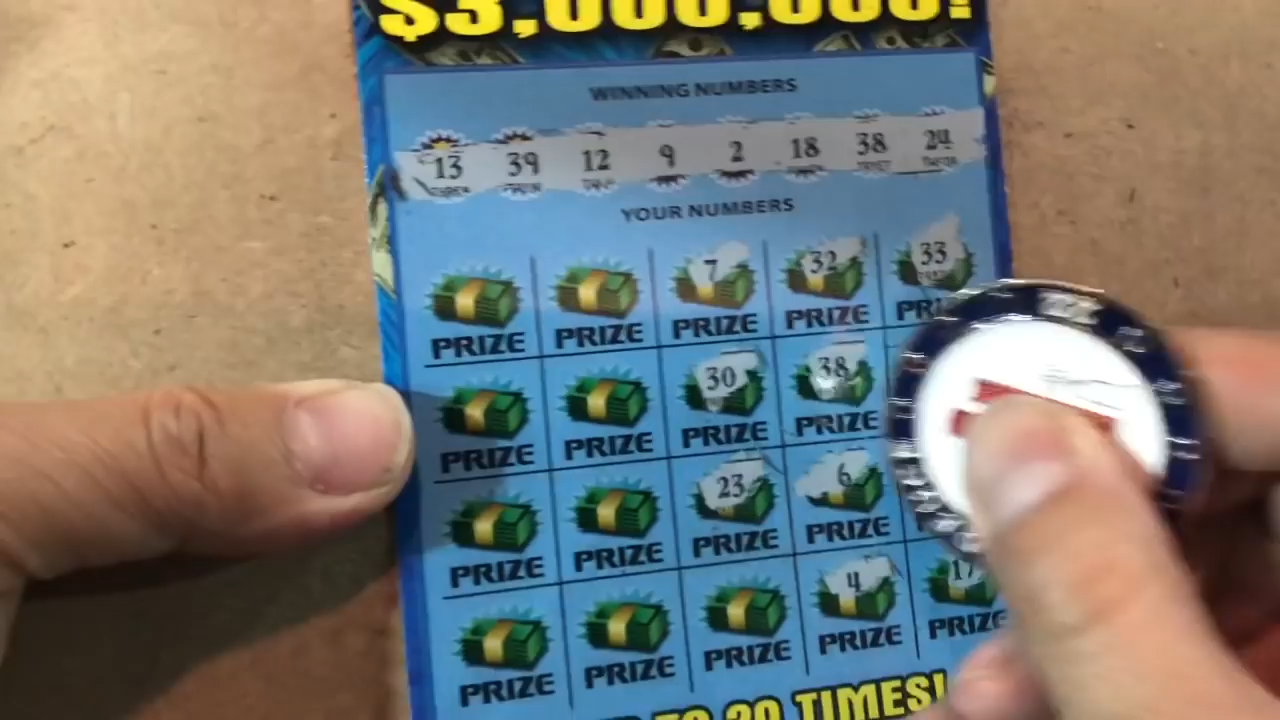 $3,000,000!
WINNING NUMBERS
13 39 12 9 2 18 38 24
YOUR NUMBERS
7 32 33
PRIZE PRIZE PRIZE PRIZE
30 38
PRIZE PRIZE PRIZE PRIZE
23 6
PRIZE PRIZE PRIZE PRIZE
4 17
PRIZE PRIZE PRIZE PRIZE PRIZE
TO 20 TIMES!